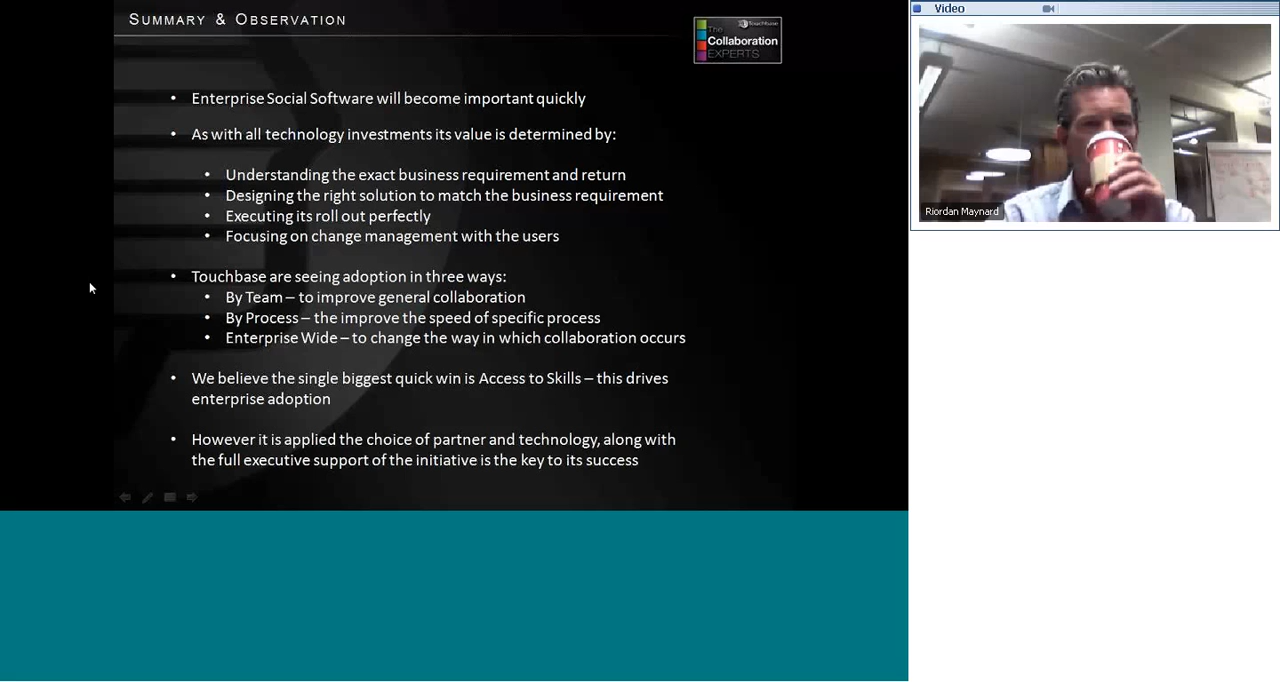 SUMMARY & OBSERVATION
Touchbase
The
Collaboration
EXPERTS
• Enterprise Social Software will become important quickly
• As with all technology investments its value is determined by:
• Understanding the exact business requirement and return
• Designing the right solution to match the business requirement
• Executing its roll out perfectly
• Focusing on change management with the users
• Touchbase are seeing adoption in three ways:
• By Team – to improve general collaboration
• By Process – the improve the speed of specific process
• Enterprise Wide – to change the way in which collaboration occurs
• We believe the single biggest quick win is Access to Skills – this drives
enterprise adoption
• However it is applied the choice of partner and technology, along with
the full executive support of the initiative is the key to its success
Video
Riordan Maynard